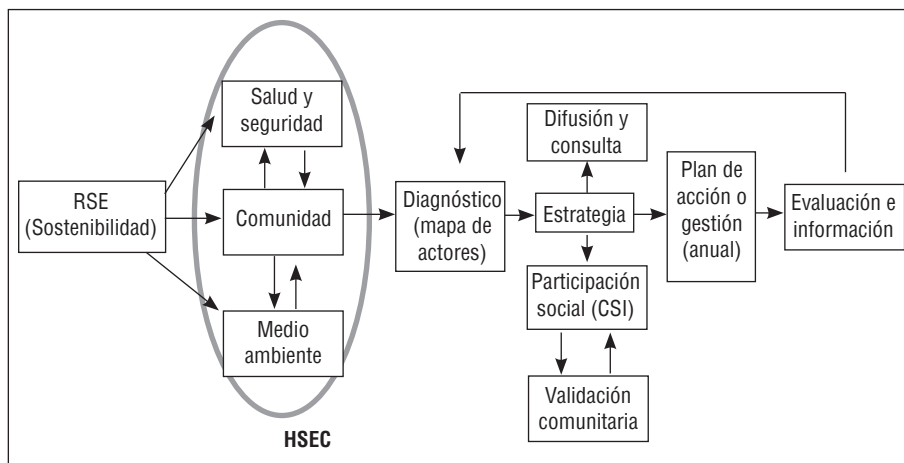 RSE
(Sostenibilidad)
Salud y
seguridad
Comunidad
Medio
ambiente
HSEC
Diagnóstico
(mapa de
actores)
Difusión y
consulta
Estrategia
Participación
social (CSI)
Validación
comunitaria
Plan de
acción o
gestión
(anual)
Evaluación e
información